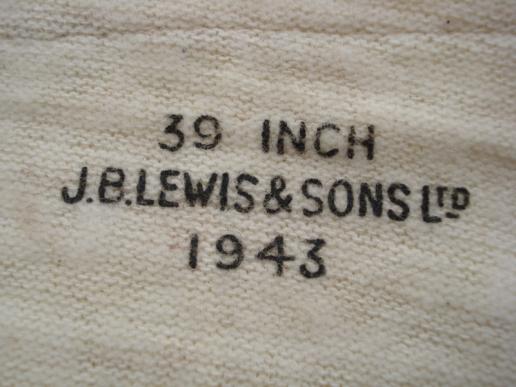 39 INCH
J.B.LEWIS & SONS LTD
1943